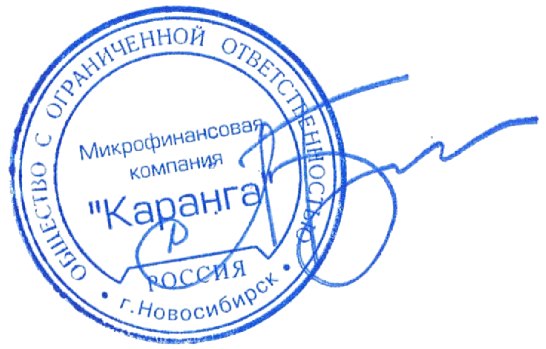 ОБЩЕСТВО С ОГРАНИЧЕННОЙ ОТВЕТСТВЕННОСТЬЮ
Микрофинансовая
компания
"Каранга"
РОССИЯ
• г.Новосибирск •